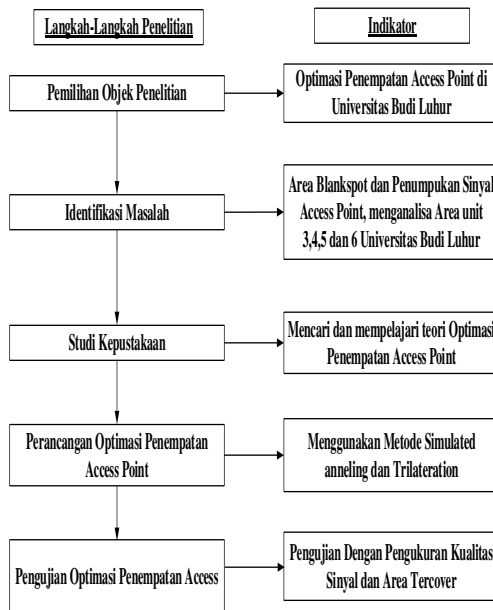 Langkah-Langkah Penelitian
Indikator
Pemilihan Objek Penelitian
Optimasi Penempatan Access Point di
Universitas Budi Luhur
Identifikasi Masalah
Area Blankspot dan Penumpukan Sinyal
Access Point, menganalisa Area unit
3,4,5 dan 6 Universitas Budi Luhur
Studi Kepustakaan
Mencari dan mempelajari teori Optimasi
Penempatan Access Point
Perancangan Optimasi Penempatan
Access Point
Menggunakan Metode Simulated
anneling dan Trilateration
Pengujian Optimasi Penempatan Access
Pengujian Dengan Pengukuran Kualitas
Sinyal dan Area Tercover